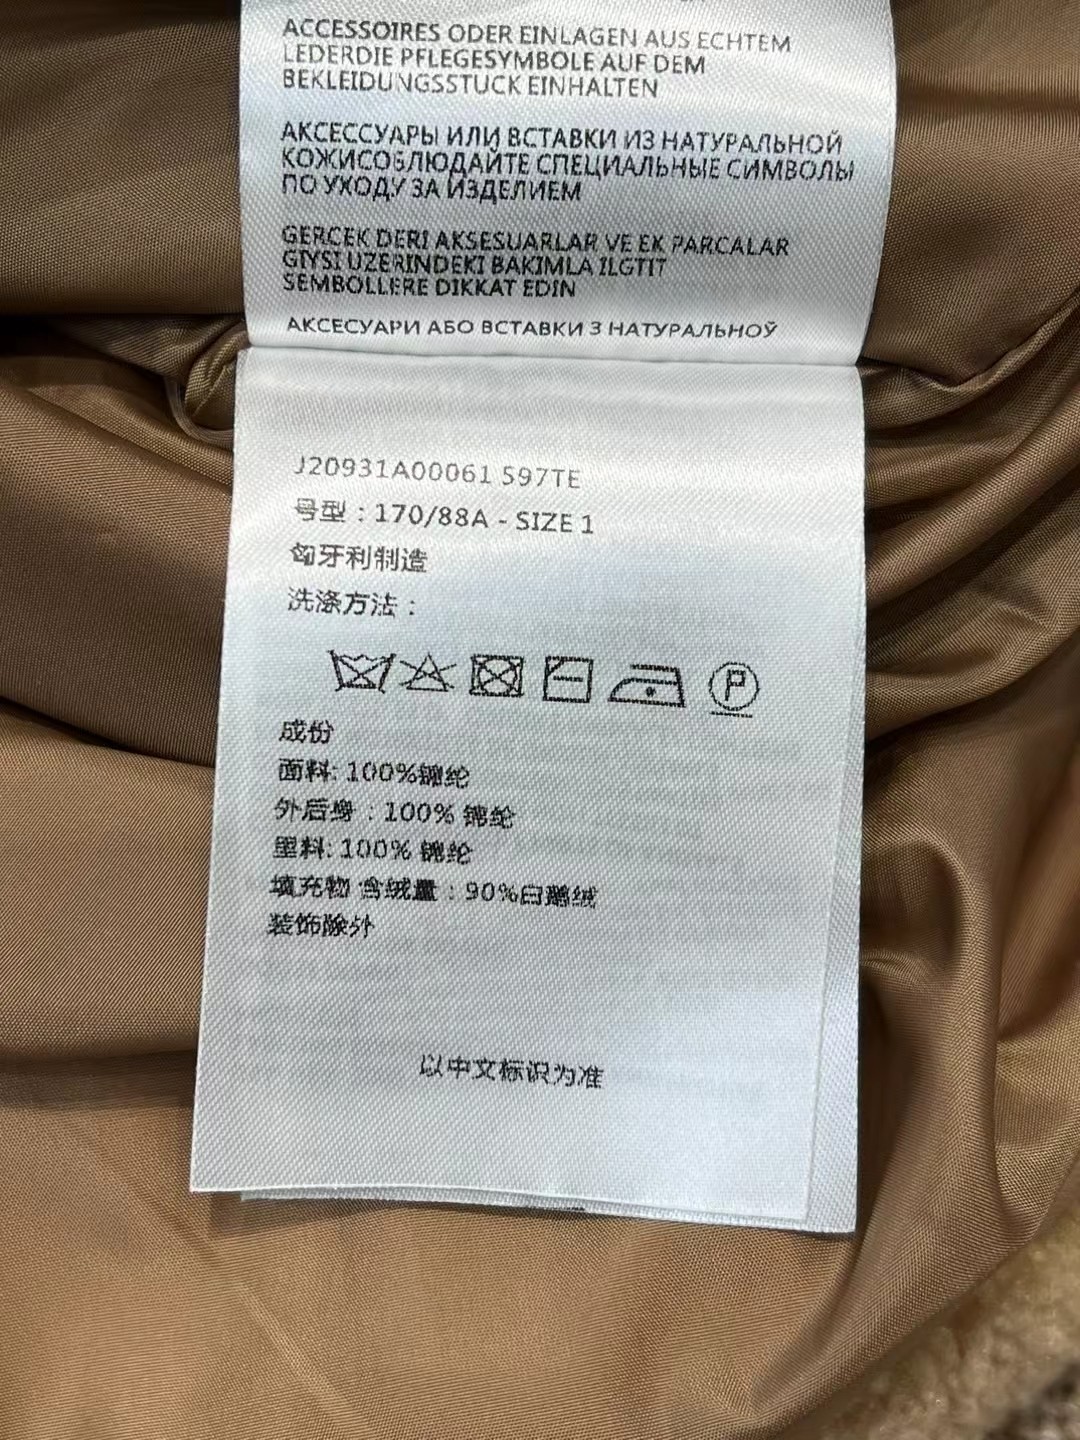 ACCESSOIRES ODER EINLAGEN AUS ECHTEM
LEDERDIE PFLEGESYMBOLE AUF DEM
BEKLEIDUNGSSTUCK EINHALTEN
АКСЕССУАРЫ ИЛИ ВСТАВКИ ИЗ НАТУРАЛЬНОЙ
КОЖИСОБЛЮДАЙТЕ СПЕЦИАЛЬНЫЕ СИМВОЛЫ
ПО УХОДУ ЗА ИЗДЕЛИЕМ
GERCEK DERI AKSESUARLAR VE EK PARCALAR
GIYSI UZERINDEKI BAKIMLA ILGTIT
SEMBOLLERE DIKKAT EDIN
АКСЕСУАРИ АБО ВСТАВКИ З НАТУРАЛЬНОЎ
J20931A00061 597TE
号型：170/88A - SIZE 1
匈牙利制造
洗涤方法：
P
成份
面料: 100%锦纶
外后身：100% 锦纶
里料: 100% 锦纶
填充物 含绒量：90%白鹅绒
装饰除外
以中文标识为准